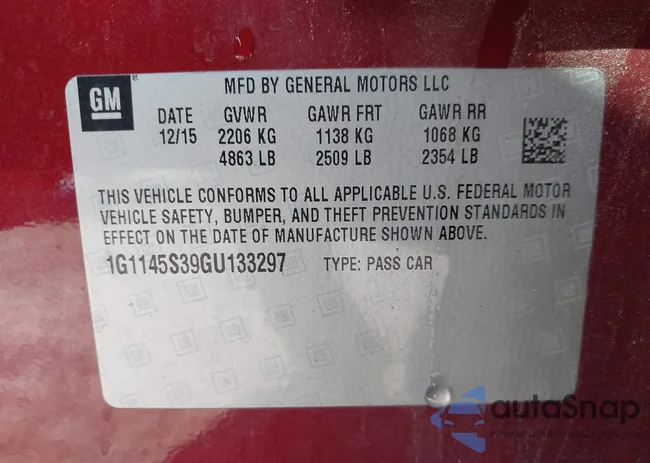 GM
MFD BY GENERAL MOTORS LLC
DATE GVWR GAWR FRT GAWR RR
12/15 2206 KG 1138 KG 1068 KG
4863 LB 2509 LB 2354 LB
THIS VEHICLE CONFORMS TO ALL APPLICABLE U.S. FEDERAL MOTOR
VEHICLE SAFETY, BUMPER, AND THEFT PREVENTION STANDARDS IN
EFFECT ON THE DATE OF MANUFACTURE SHOWN ABOVE.
1G1145S39GU133297 TYPE: PASS CAR
autoSnap